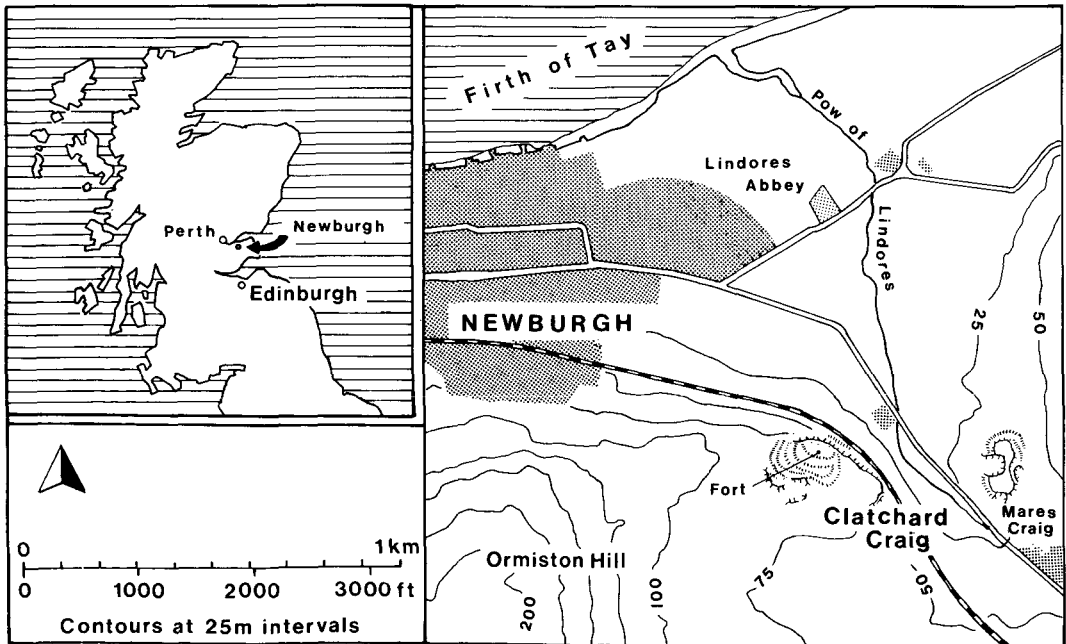 Perth
Newburgh
Edinburgh
0 1km
0 1000 2000 3000 ft
Contours at 25m intervals
Firth of Tay
Pow of
Lindores
Lindores
Abbey
NEWBURGH
25
50
Fort
Clatchard
Craig
Mares
Craig
Ormiston Hill
200
100
75
50